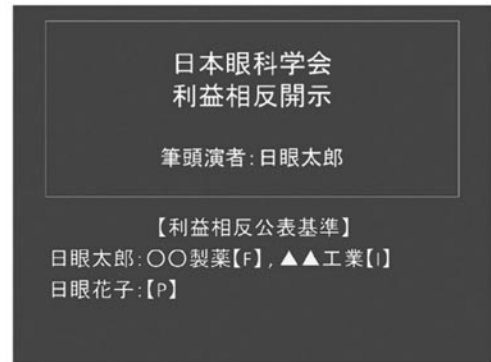 日本眼科学会
利益相反開示
筆頭演者:日眼太郎
【利益相反公表基準】
日眼太郎:〇〇製薬【F】,▲▲工業【I】
日眼花子:【P】